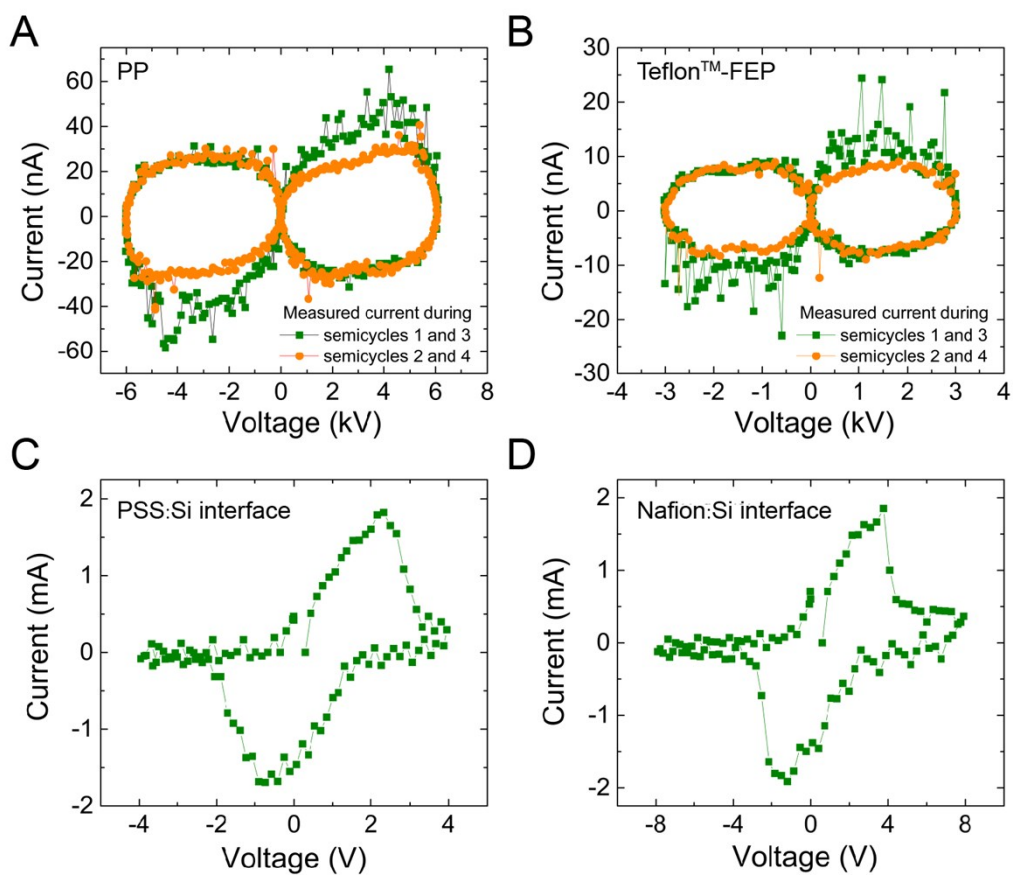 A
PP
60
40
20
0
-20
-40
-60
Current (nA)
Measured current during
semicycles 1 and 3
semicycles 2 and 4
-6 -4 -2 0 2 4 6 8
Voltage (kV)
B
Teflon™-FEP
30
20
10
0
-10
-20
-30
Current (nA)
Measured current during
semicycles 1 and 3
semicycles 2 and 4
-4 -3 -2 -1 0 1 2 3 4
Voltage (kV)
C
PSS:Si interface
2
1
0
-1
-2
Current (mA)
-4 -2 0 2 4
Voltage (V)
D
Nafion:Si interface
2
1
0
-1
-2
Current (mA)
-8 -4 0 4 8
Voltage (V)